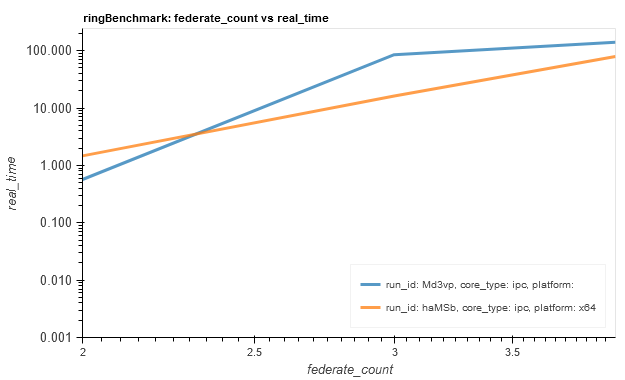 ringBenchmark: federate_count vs real_time
100.000
10.000
1.000
0.100
0.010
0.001
real_time
2
2.5
3
3.5
federate_count
run_id: Md3vp, core_type: ipc, platform:
run_id: haMSb, core_type: ipc, platform: x64